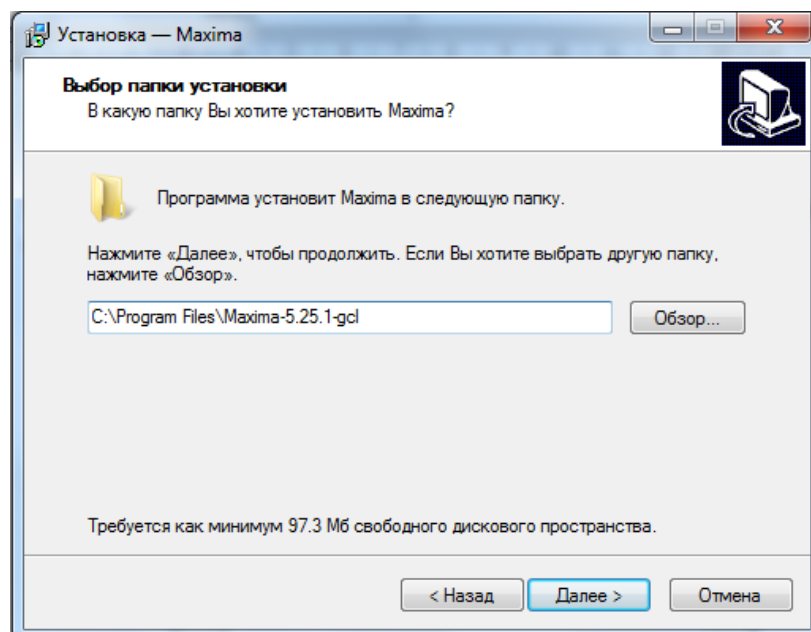 Установка — Maxima
Выбор папки установки
В какую папку Вы хотите установить Maxima?
Программа установит Maxima в следующую папку.
Нажмите «Далее», чтобы продолжить. Если Вы хотите выбрать другую папку,
нажмите «Обзор».
C:\Program Files\Maxima-5.25.1-gcl
Обзор...
Требуется как минимум 97.3 Мб свободного дискового пространства.
< Назад
Далее >
Отмена